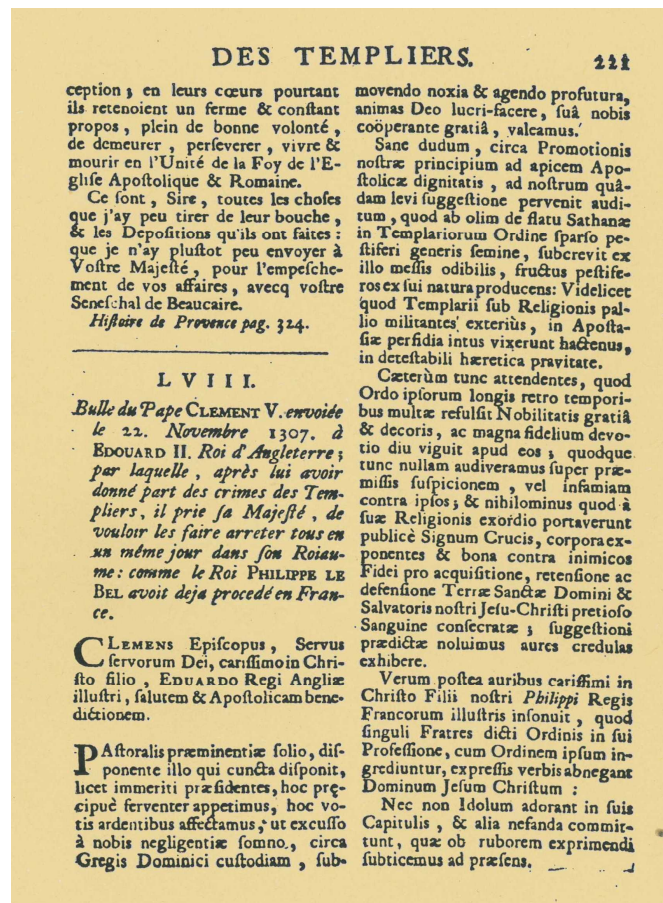 DES TEMPLIERS.
221
ception ; en leurs cœurs pourtant
ils retenoient un ferme & conſtant
propos , plein de bonne volonté ,
de demeurer , perſeverer , vivre &
mourir en l'Unité de la Foy de l'E-
gliſe Apoſtolique & Romaine.
Ce ſont , Sire , toutes les choſes
que j'ay peu tirer de leur bouche ,
& les Depoſitions qu'ils ont faites :
que je n'ay pluſtot peu envoyer à
Voſtre Majeſté , pour l'empeſche-
ment de vos affaires , avecq voſtre
Seneſchal de Beaucaire.
Hiſtoire de Provence pag. 324.
LVIII.
Bulle du Pape CLEMENT V. envoiée
le 22. Novembre 1307. à
EDOUARD II. Roi d'Angleterre ;
par laquelle , après lui avoir
donné part des crimes des Tem-
pliers , il prie ſa Majeſté , de
vouloir les faire arreter tous en
un même jour dans ſon Roiau-
me : comme le Roi PHILIPPE LE
BEL avoit deja procedé en Fran-
ce.
CLEMENS Epiſcopus , Servus
ſervorum Dei, cariſſimo in Chri-
ſto filio , EDUARDO Regi Angliæ
illuſtri , ſalutem & Apoſtolicam bene-
dictionem.
PAſtoralis præminentiæ ſolio, diſ-
ponente illo qui cuncta diſponit,
licet immeriti præſidentes, hoc prę-
cipuè ferventer appetimus, hoc vo-
tis ardentibus affectamus, ut excuſſo
à nobis negligentiæ ſomno , circa
Gregis Dominici cuſtodiam , ſub-
movendo noxia & agendo profutura,
animas Deo lucri-facere , ſuâ nobis
coöperante gratiâ , valeamus.
Sane dudum , circa Promotionis
noſtræ principium ad apicem Apo-
ſtolicæ dignitatis , ad noſtrum quâ-
dam levi ſuggeſtione pervenit audi-
tum , quod ab olim de flatu Sathanæ
in Templariorum Ordine ſparſo pe-
ſtiferi generis ſemine, ſubcrevit ex
illo meſſis odibilis , fructus peſtife-
ros ex ſui natura producens: Videlicet
quod Templarii ſub Religionis pal-
lio militantes exteriùs , in Apoſta-
ſiæ perfidia intus vixerunt hactenus,
in deteſtabili hæretica pravitate.
Cæterùm tunc attendentes, quod
Ordo ipſorum longis retro tempori-
bus multæ refulſit Nobilitatis gratiâ
& decoris, ac magna fidelium devo-
tio diu viguit apud eos ; quodque
tunc nullam audiveramus ſuper præ-
miſſis ſuſpicionem , vel infamiam
contra ipſos ; & nihilominus quod à
ſuæ Religionis exordio portaverunt
publicè Signum Crucis, corpora ex-
ponentes & bona contra inimicos
Fidei pro acquiſitione, retenſione ac
defenſione Terræ Sanctæ Domini &
Salvatoris noſtri Jeſu-Chriſti pretioſo
Sanguine conſecratæ ; ſuggeſtioni
prædictæ noluimus aures credulas
exhibere.
Verum poſtea auribus cariſſimi in
Chriſto Filii noſtri Philippi Regis
Francorum illuſtris inſonuit , quod
ſinguli Fratres dicti Ordinis in ſui
Profeſſione, cum Ordinem ipſum in-
grediuntur, expreſſis verbis abnegant
Dominum Jeſum Chriſtum :
Nec non Idolum adorant in ſuis
Capitulis , & alia nefanda commit-
tunt, quæ ob ruborem exprimendi
ſubticemus ad præſens.